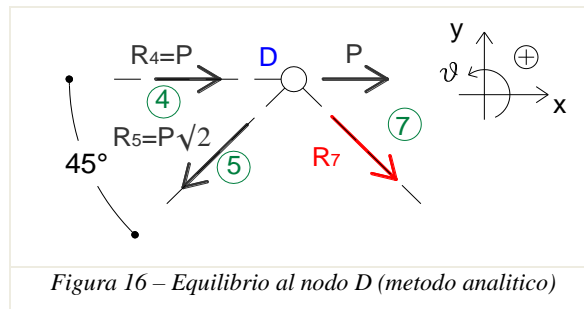 R4=P
D
P
y
ϑ
+
x
4
R5=P√2
7
45°
5
R7
Figura 16 – Equilibrio al nodo D (metodo analitico)